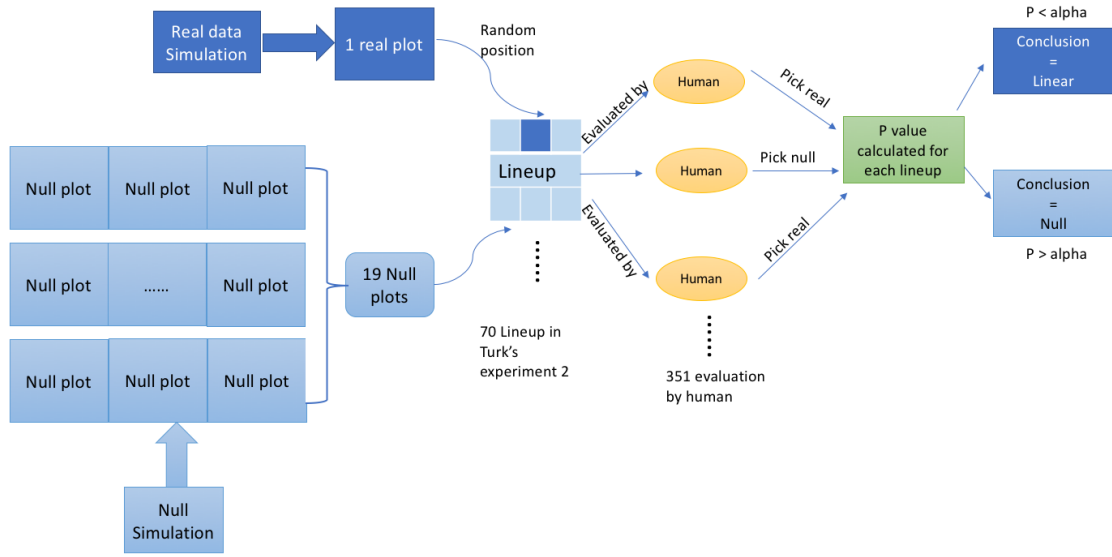 Real data
Simulation
1 real plot
Random
position
Null plot
Null plot
Null plot
Null plot
......
Null plot
Null plot
Null plot
Null plot
Null
Simulation
19 Null
plots
Lineup
70 Lineup in
Turk's
experiment 2
Evaluated by
Evaluated by
Human
Human
Human
351 evaluation
by human
Pick real
Pick null
Pick real
P value
calculated for
each lineup
P < alpha
Conclusion
=
Linear
Conclusion
=
Null
P > alpha